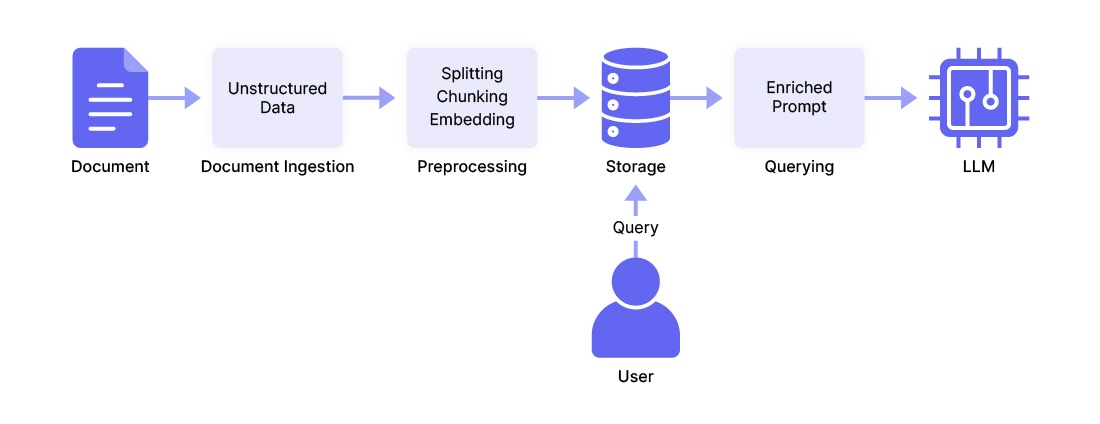 Unstructured
Data
Splitting
Chunking
Embedding
Enriched
Prompt
Document
Document Ingestion
Preprocessing
Storage
Querying
LLM
Query
User